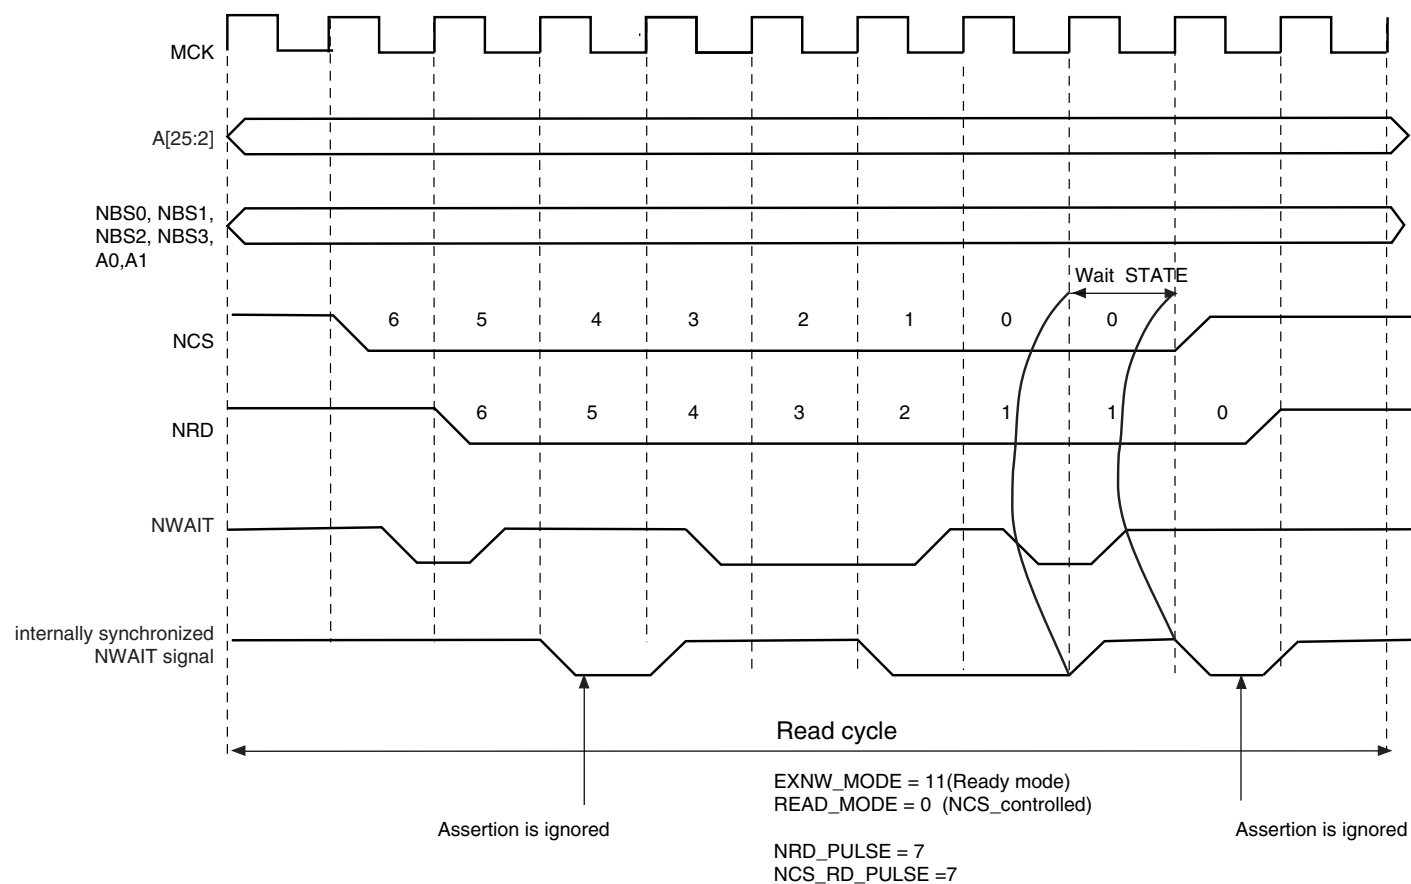 MCK
A[25:2]
NBS0, NBS1,
NBS2, NBS3,
A0,A1
Wait STATE
NCS
6 5 4 3 2 1 0 0
NRD
6 5 4 3 2 1 1 0
NWAIT
internally synchronized
NWAIT signal
Read cycle
EXNW_MODE = 11(Ready mode)
READ_MODE = 0 (NCS_controlled)
Assertion is ignored
Assertion is ignored
NRD_PULSE = 7
NCS_RD_PULSE =7